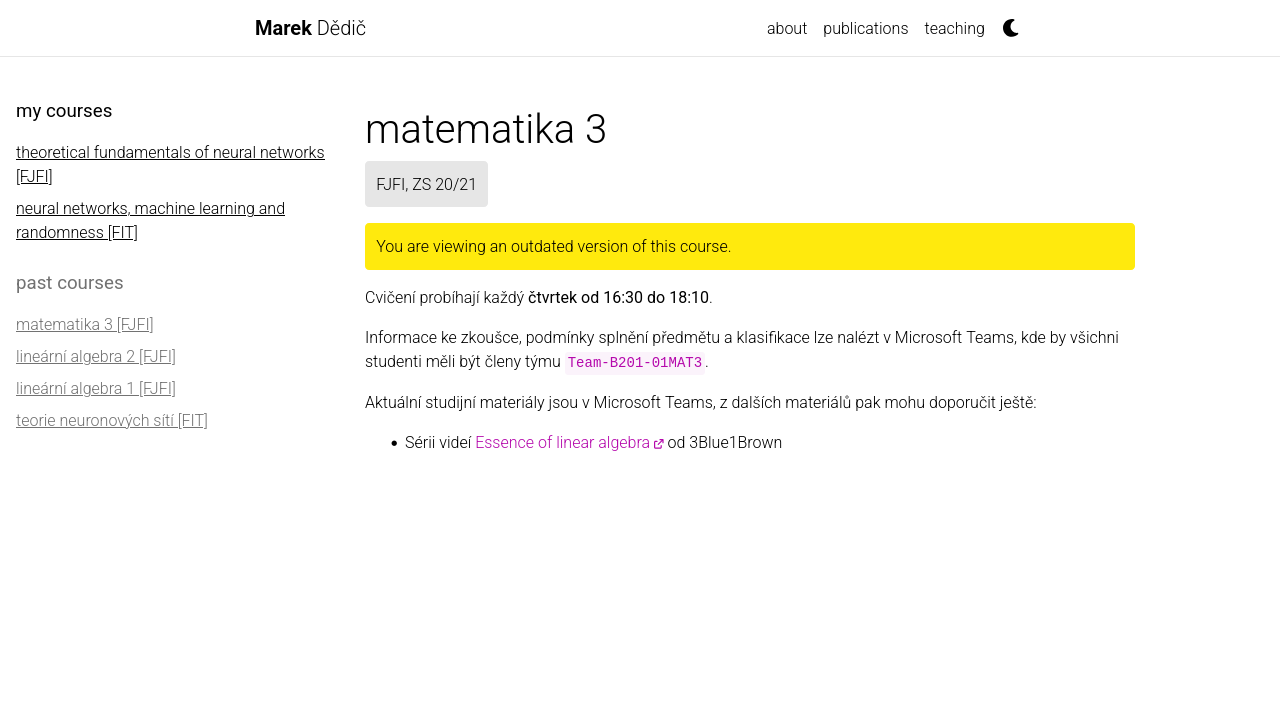 Marek Dědič
about
publications
teaching
my courses
theoretical fundamentals of neural networks
[FJFI]
neural networks, machine learning and
randomness [FIT]
past courses
matematika 3 [FJFI]
lineární algebra 2 [FJFI]
lineární algebra 1 [FJFI]
teorie neuronových sítí [FIT]
matematika 3
FJFI, ZS 20/21
You are viewing an outdated version of this course.
Cvičení probíhají každý čtvrtek od 16:30 do 18:10.
Informace ke zkoušce, podmínky splnění předmětu a klasifikace lze nalézt v Microsoft Teams, kde by všichni
studenti měli být členy týmu Team-B201-01MAT3.
Aktuální studijní materiály jsou v Microsoft Teams, z dalších materiálů pak mohu doporučit ještě:
• Sérii videí Essence of linear algebra od 3Blue1Brown